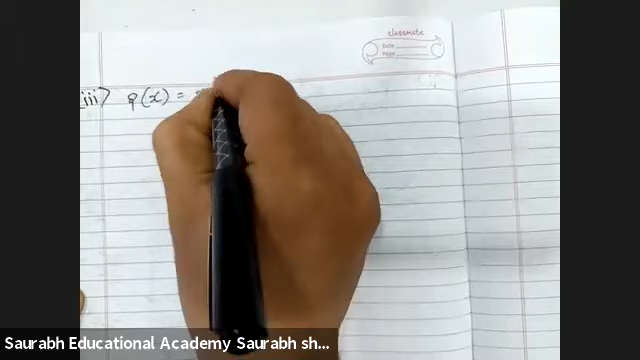 classmate
Date
Page
(iii) q(x) =
Saurabh Educational Academy Saurabh sh...